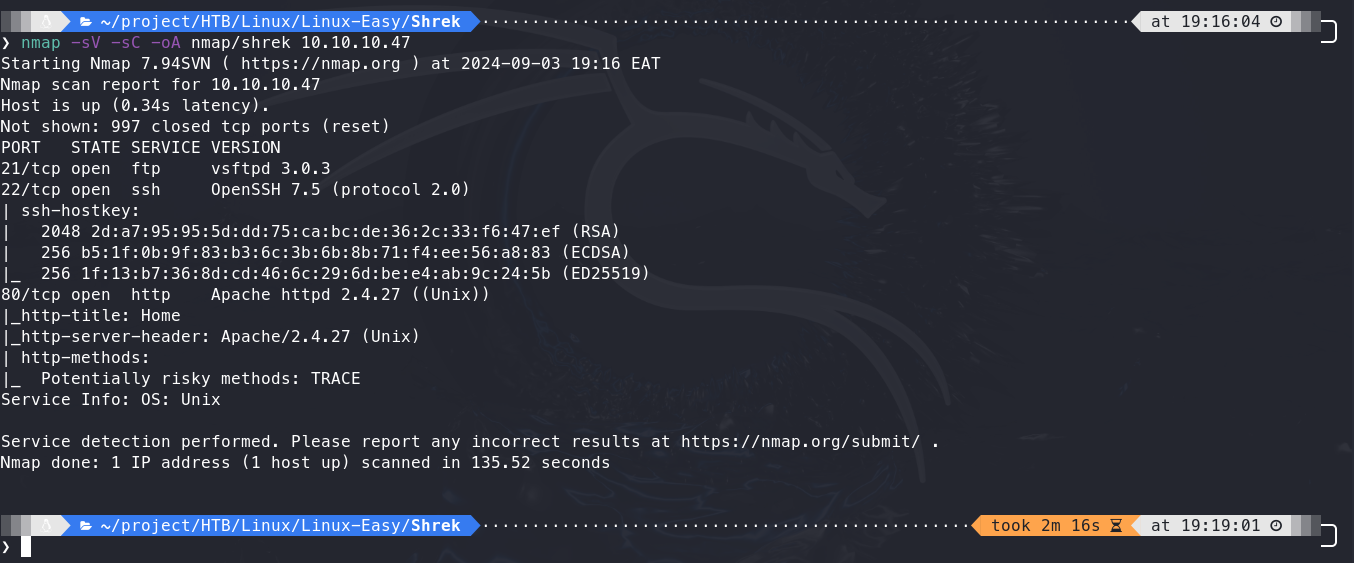 ~/project/HTB/Linux/Linux-Easy/Shrek at 19:16:04
❯ nmap -sV -sC -oA nmap/shrek 10.10.10.47
Starting Nmap 7.94SVN ( https://nmap.org ) at 2024-09-03 19:16 EAT
Nmap scan report for 10.10.10.47
Host is up (0.34s latency).
Not shown: 997 closed tcp ports (reset)
PORT   STATE SERVICE VERSION
21/tcp open  ftp     vsftpd 3.0.3
22/tcp open  ssh     OpenSSH 7.5 (protocol 2.0)
| ssh-hostkey:
|   2048 2d:a7:95:95:5d:dd:75:ca:bc:de:36:2c:33:f6:47:ef (RSA)
|   256 b5:1f:0b:9f:83:b3:6c:3b:6b:8b:71:f4:ee:56:a8:83 (ECDSA)
|_  256 1f:13:b7:36:8d:cd:46:6c:29:6d:be:e4:ab:9c:24:5b (ED25519)
80/tcp open  http    Apache httpd 2.4.27 ((Unix))
|_http-title: Home
|_http-server-header: Apache/2.4.27 (Unix)
| http-methods:
|_  Potentially risky methods: TRACE
Service Info: OS: Unix
Service detection performed. Please report any incorrect results at https://nmap.org/submit/ .
Nmap done: 1 IP address (1 host up) scanned in 135.52 seconds
~/project/HTB/Linux/Linux-Easy/Shrek took 2m 16s at 19:19:01
❯